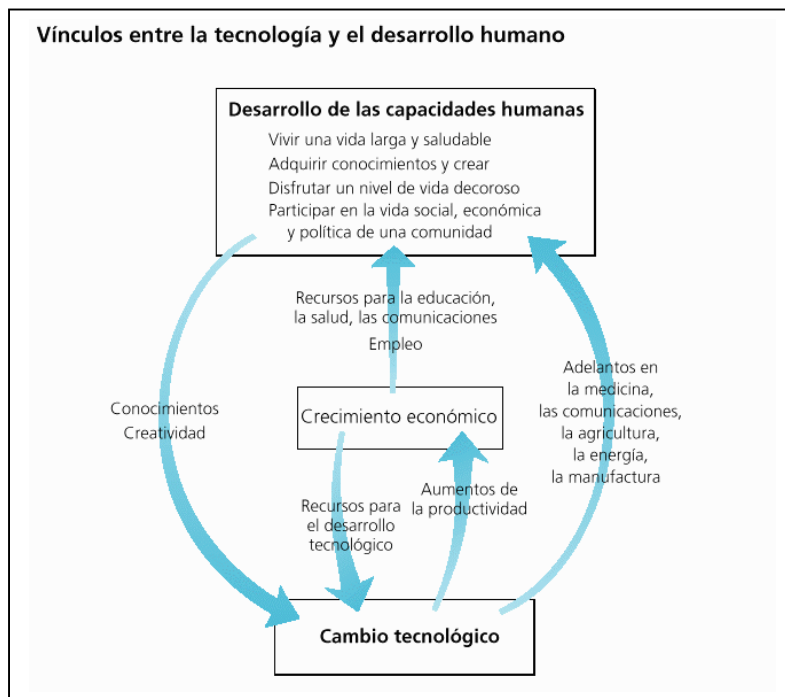 Vínculos entre la tecnología y el desarrollo humano
Desarrollo de las capacidades humanas
Vivir una vida larga y saludable
Adquirir conocimientos y crear
Disfrutar un nivel de vida decoroso
Participar en la vida social, económica
y política de una comunidad
Recursos para la educación,
la salud, las comunicaciones
Empleo
Conocimientos
Creatividad
Adelantos en
la medicina,
las comunicaciones,
la agricultura,
la energía,
la manufactura
Crecimiento económico
Recursos para
el desarrollo
tecnológico
Aumentos de
la productividad
Cambio tecnológico